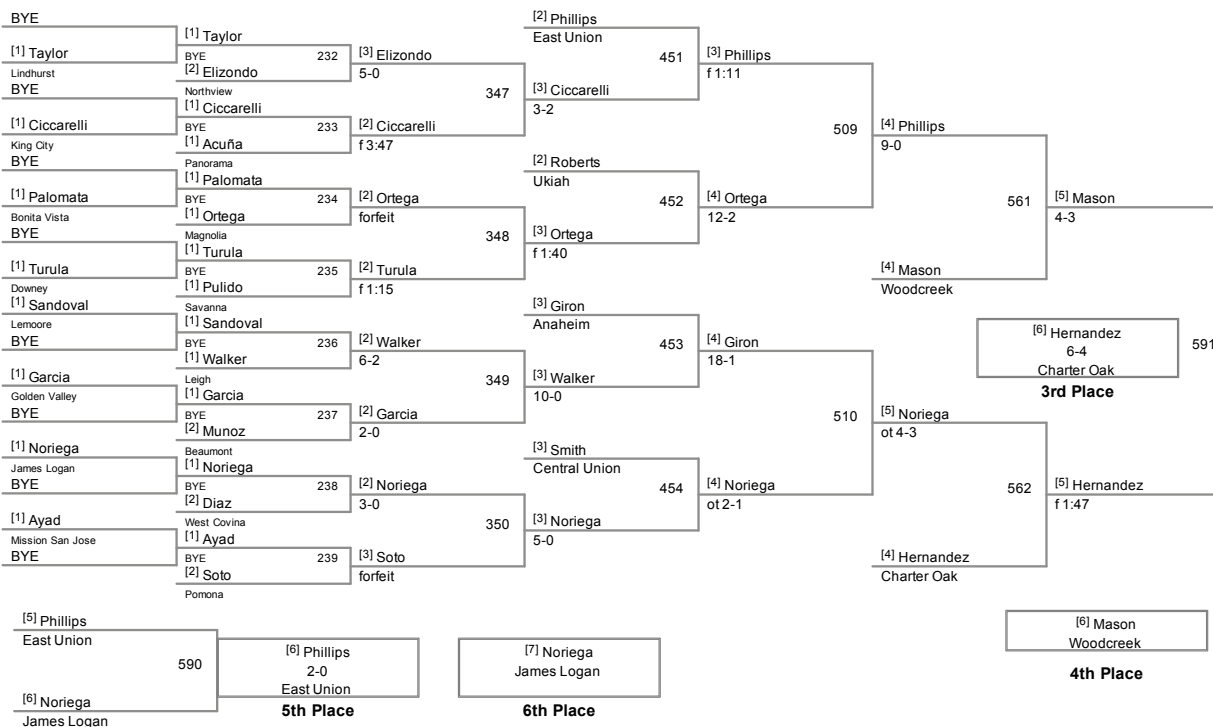 BYE
[1] Taylor
Lindhurst
BYE
[1] Ciccarelli
King City
BYE
[1] Palomata
Bonita Vista
BYE
[1] Turula
Downey
[1] Sandoval
Lemoore
BYE
[1] Garcia
Golden Valley
BYE
[1] Noriega
James Logan
BYE
[1] Ayad
Mission San Jose
BYE
[1] Taylor
BYE 232
[2] Elizondo
Northview
[1] Ciccarelli
BYE 233
[1] Acuña
Panorama
[1] Palomata
BYE 234
[1] Ortega
Magnolia
[1] Turula
BYE 235
[1] Pulido
Savanna
[1] Sandoval
BYE 236
[1] Walker
Leigh
[1] Garcia
BYE 237
[2] Munoz
Beaumont
[1] Noriega
BYE 238
[2] Diaz
West Covina
[1] Ayad
BYE 239
[2] Soto
Pomona
[3] Elizondo
5-0
347
[2] Ciccarelli
f 3:47
[2] Ortega
forfeit
348
[2] Turula
f 1:15
[2] Walker
6-2
349
[2] Garcia
2-0
[2] Noriega
3-0
350
[3] Soto
forfeit
[2] Phillips
East Union
451
[3] Ciccarelli
3-2
[2] Roberts
Ukiah
452
[3] Ortega
f 1:40
[3] Giron
Anaheim
453
[3] Walker
10-0
[3] Smith
Central Union
454
[3] Noriega
5-0
[3] Phillips
f 1:11
509
[4] Ortega
12-2
[4] Giron
18-1
510
[4] Noriega
ot 2-1
[4] Phillips
9-0
561
[4] Mason
Woodcreek
[5] Noriega
ot 4-3
562
[4] Hernandez
Charter Oak
[5] Mason
4-3
[6] Hernandez
6-4
Charter Oak
591
3rd Place
[5] Hernandez
f 1:47
[6] Mason
Woodcreek
4th Place
[5] Phillips
East Union
590
[6] Noriega
James Logan
[6] Phillips
2-0
East Union
5th Place
[7] Noriega
James Logan
6th Place